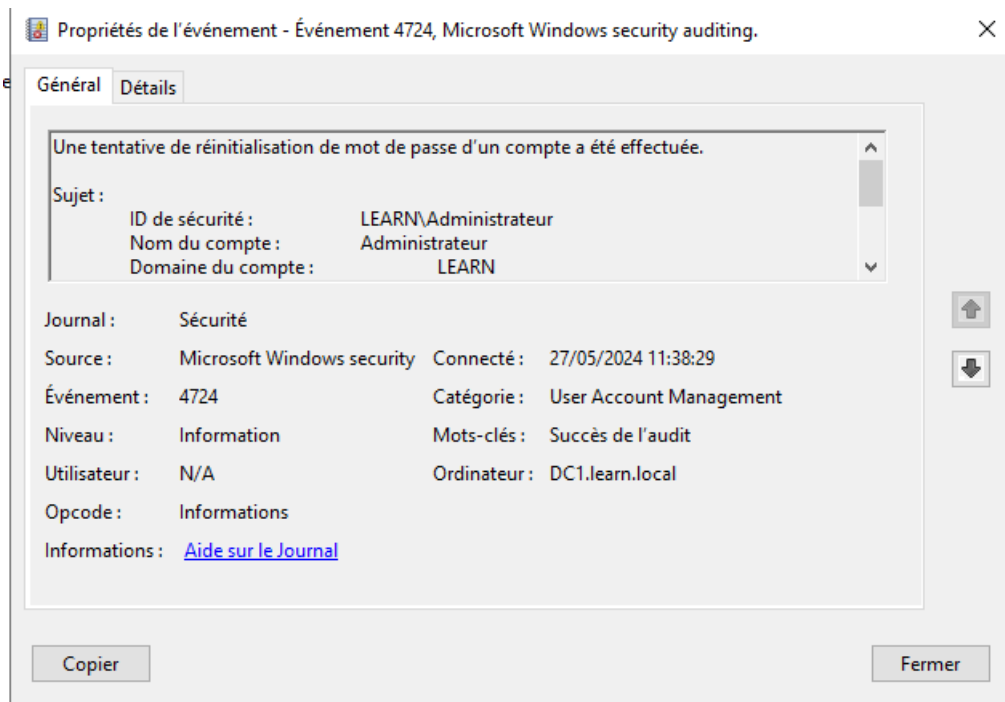 Propriétés de l'événement - Événement 4724, Microsoft Windows security auditing.
e
Général Détails
Une tentative de réinitialisation de mot de passe d'un compte a été effectuée.
Sujet :
ID de sécurité : LEARN\Administrateur
Nom du compte : Administrateur
Domaine du compte : LEARN
Journal : Sécurité
Source : Microsoft Windows security Connecté : 27/05/2024 11:38:29
Événement : 4724 Catégorie : User Account Management
Niveau : Information Mots-clés : Succès de l'audit
Utilisateur : N/A Ordinateur : DC1.learn.local
Opcode : Informations
Informations : Aide sur le Journal
Copier Fermer